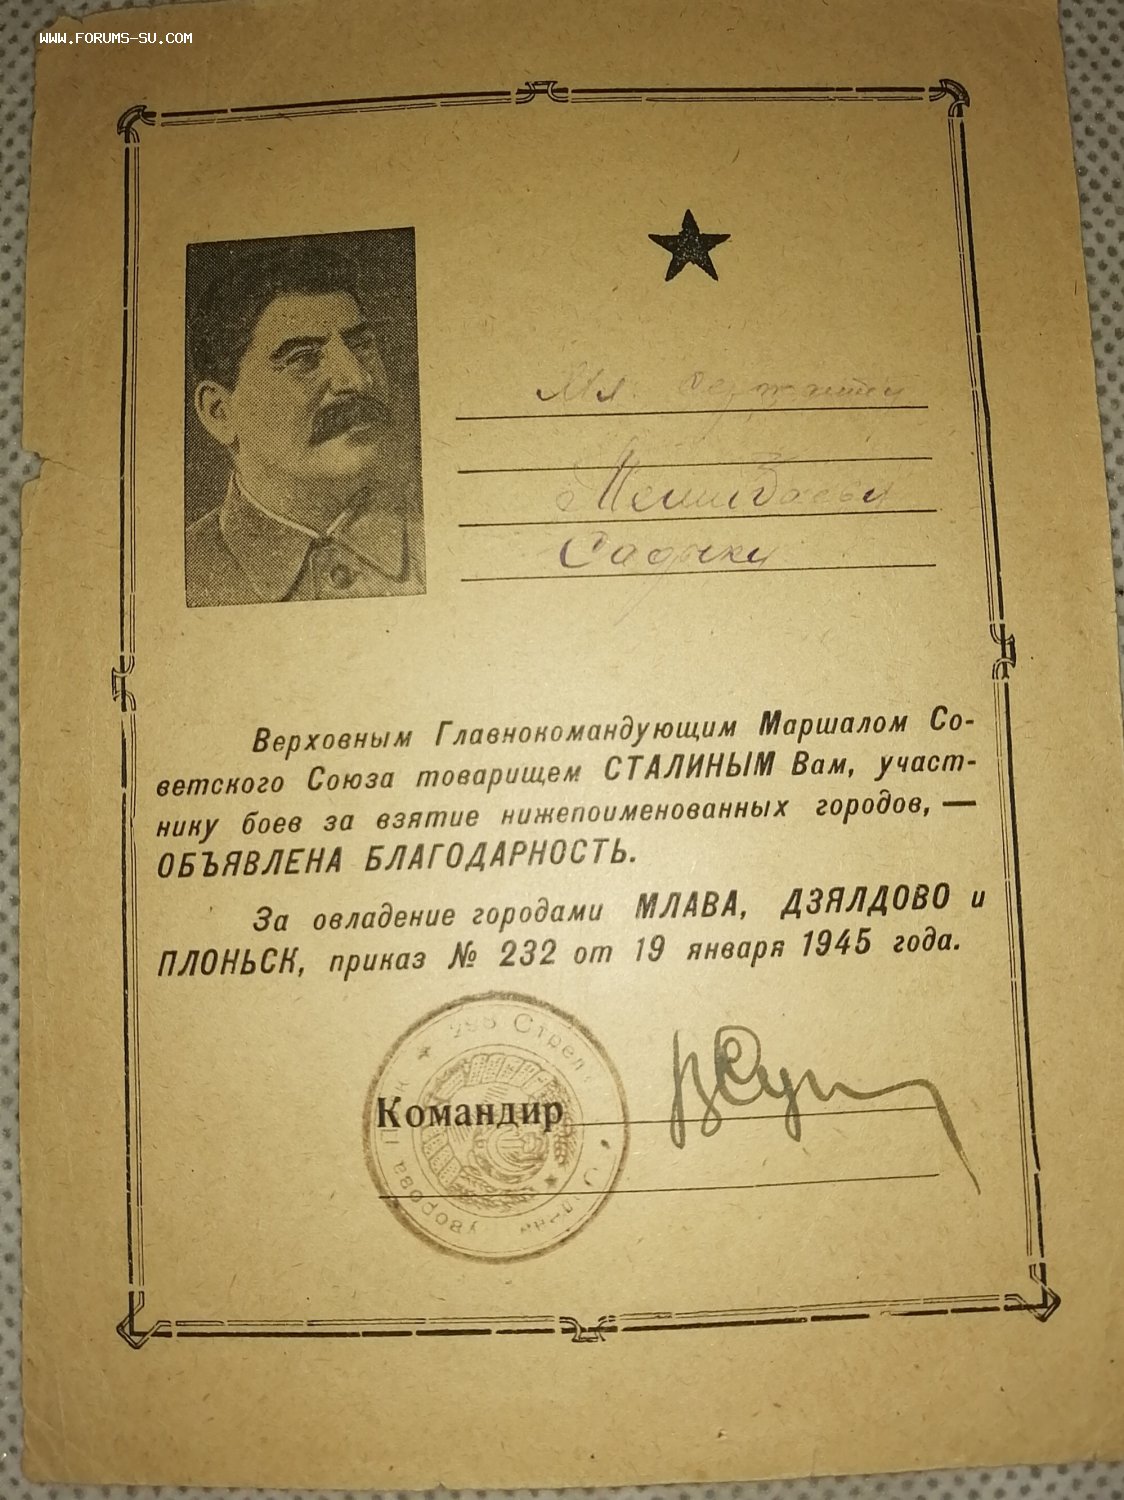 WWW.FORUMS-SU.COM
Мл. сержанту
Садыку
Верховным Главнокомандующим Маршалом Со-
ветского Союза товарищем СТАЛИНЫМ Вам, участ-
нику боев за взятие нижепоименованных городов, —
ОБЪЯВЛЕНА БЛАГОДАРНОСТЬ.
За овладение городами МЛАВА, ДЗЯЛДОВО и
ПЛОНЬСК, приказ № 232 от 19 января 1945 года.
Командир